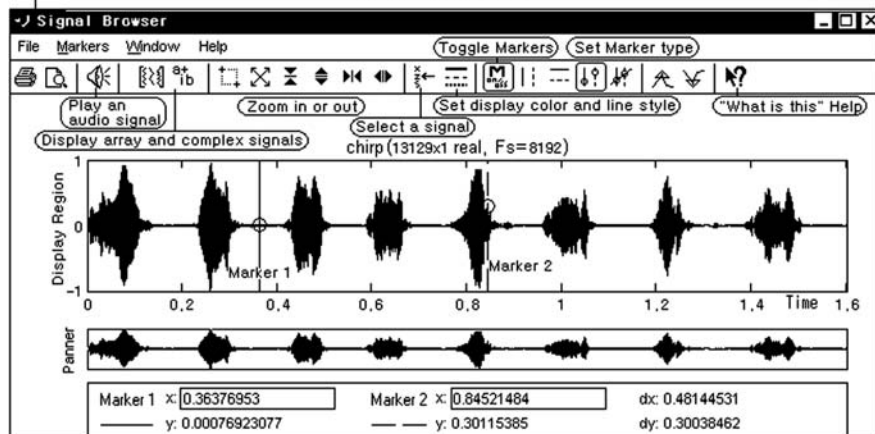 Signal Browser
File Markers Window Help
Toggle Markers Set Marker type
Play an audio signal
Zoom in or out
Set display color and line style
"What is this" Help
Display array and complex signals
Select a signal
chirp (13129x1 real, Fs=8192)
Display Region
1
0
-1
Marker 1
Marker 2
0 0.2 0.4 0.6 0.8 1 1.2 1.4 Time 1.6
Panner
Marker 1 x: 0.36376953 Marker 2 x: 0.84521484 dx: 0.48144531
y: 0.00076923077 y: 0.30115385 dy: 0.30038462